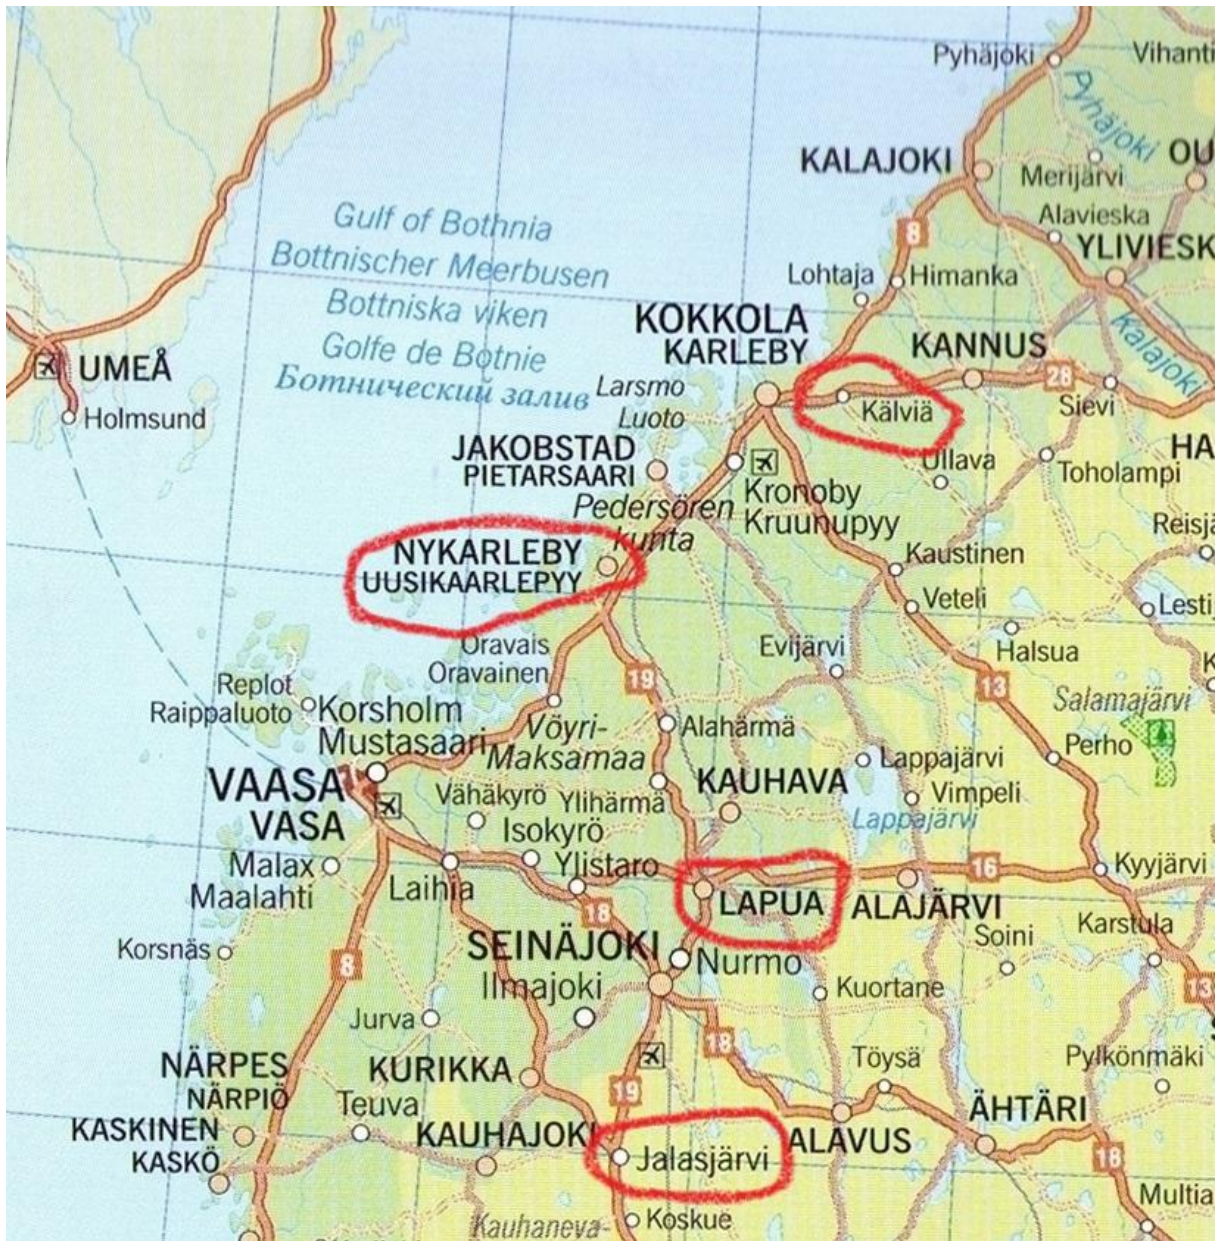 Pyhäjoki
Vihanti
Pyhäjoki
KALAJOKI
Merijärvi
OU
Alavieska
YLIVIESK
8
Gulf of Bothnia
Bottnischer Meerbusen
Bottniska viken
Golfe de Botnie
Ботнический залив
Lohtaja
Himanka
Kalajoki
KOKKOLA
KARLEBY
KANNUS
28
Sievi
UMEÅ
Holmsund
Larsmo
Luoto
Kälviä
JAKOBSTAD
PIETARSAARI
Ullava
Toholampi
HA
Pedersören
kunta
Kronoby
Kruunupyy
Reisjä
NYKARLEBY
UUSIKAARLEPYY
Kaustinen
Veteli
Lesti
Halsua
Oravais
Oravainen
Evijärvi
19
13
K
Salamajärvi
Replot
Raippaluoto
Korsholm
Mustasaari
Vöyri-
Maksamaa
Alahärmä
Perho
Lappajärvi
VAASA
VASA
KAUHAVA
Vimpeli
Lappajärvi
Vähäkyrö
Ylihärmä
Isokyrö
Ylistaro
Malax
Maalahti
Laihia
16
Kyyjärvi
LAPUA
ALAJÄRVI
18
Soini
Karstula
Korsnäs
8
SEINÄJOKI
Nurmo
Ilmajoki
Kuortane
13
Jurva
18
NÄRPES
NÄRPIÖ
KURIKKA
19
Töysä
Pylkönmäki
Teuva
ÄHTÄRI
KASKINEN
KASKÖ
KAUHAJOKI
Jalasjärvi
ALAVUS
18
Multia
Kauhaneva-
Koskue